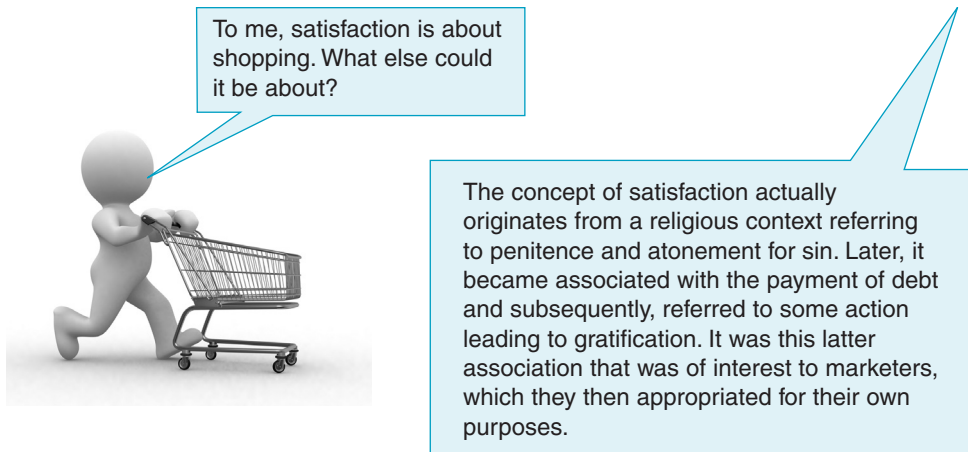 To me, satisfaction is about
shopping. What else could
it be about?
The concept of satisfaction actually
originates from a religious context referring
to penitence and atonement for sin. Later, it
became associated with the payment of debt
and subsequently, referred to some action
leading to gratification. It was this latter
association that was of interest to marketers,
which they then appropriated for their own
purposes.